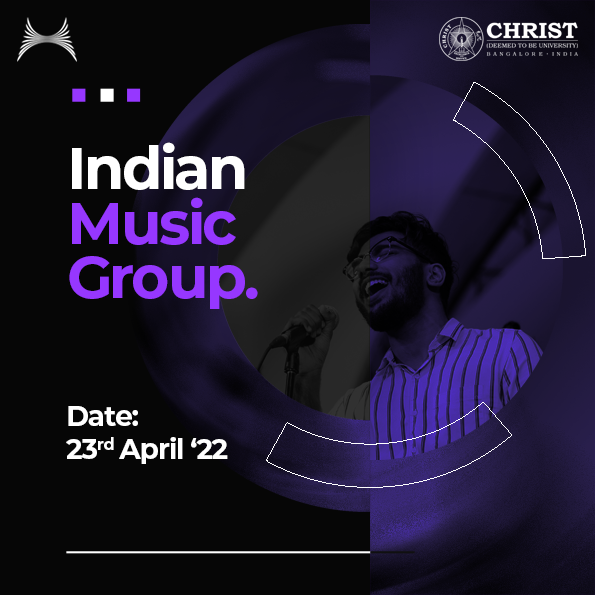 CHRIST
(DEEMED TO BE UNIVERSITY)
BANGALORE · INDIA
Indian
Music
Group.
Date:
23rd April ‘22